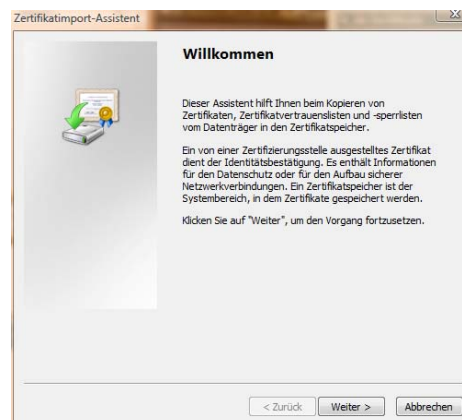 Zertifikatimport-Assistent
Willkommen
Dieser Assistent hilft Ihnen beim Kopieren von
Zertifikaten, Zertifikatvertrauenslisten und -sperrlisten
vom Datenträger in den Zertifikatspeicher.
Ein von einer Zertifizierungsstelle ausgestelltes Zertifikat
dient der Identitätsbestätigung. Es enthält Informationen
für den Datenschutz oder für den Aufbau sicherer
Netzwerkverbindungen. Ein Zertifikatspeicher ist der
Systembereich, in dem Zertifikate gespeichert werden.
Klicken Sie auf "Weiter", um den Vorgang fortzusetzen.
< Zurück
Weiter >
Abbrechen